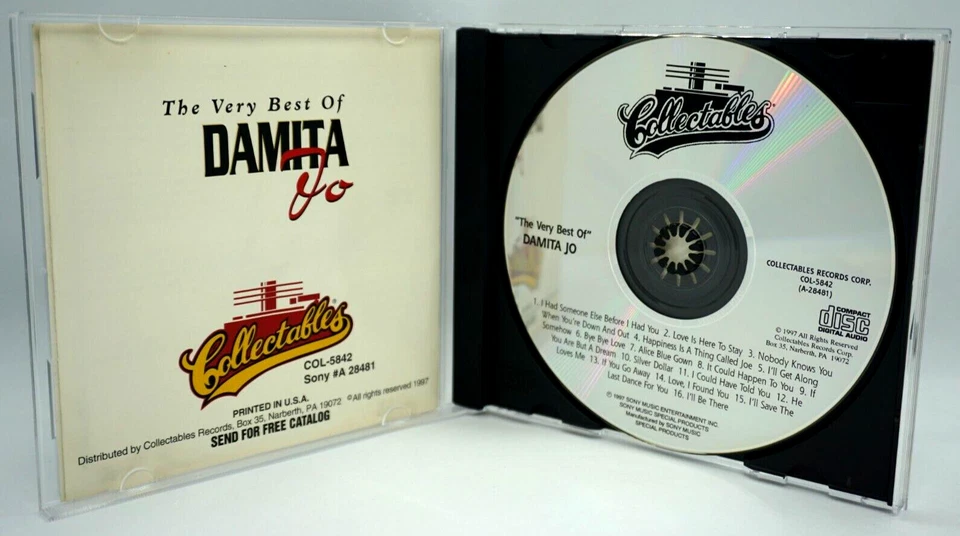 The Very Best Of
DAMITA
Jo
Collectables®
COL-5842
Sony #A 28481
PRINTED IN U.S.A.
Distributed by Collectables Records, Box 35, Narberth, PA 19072 ©All rights reserved 1997
SEND FOR FREE CATALOG
Collectables®
"The Very Best Of"
DAMITA JO
COLLECTABLES RECORDS CORP.
COL-5842
(A-28481)
COMPACT
disc
DIGITAL AUDIO
© 1997 All Rights Reserved
Collectables Records Corp.
Box 35, Narberth, PA 19072
1. I Had Someone Else Before I Had You 2. Love Is Here To Stay 3. Nobody Knows You
When You're Down And Out 4. Happiness Is A Thing Called Joe 5. I'll Get Along
Somehow 6. Bye Bye Love 7. Alice Blue Gown 8. It Could Happen To You 9. If
You Are But A Dream 10. Silver Dollar 11. I Could Have Told You 12. He
Loves Me 13. If You Go Away 14. Love, I Found You 15. I'll Save The
Last Dance For You 16. I'll Be There
℗ 1997 SONY MUSIC ENTERTAINMENT INC.
SONY MUSIC SPECIAL PRODUCTS
Manufactured by SONY MUSIC
SPECIAL PRODUCTS